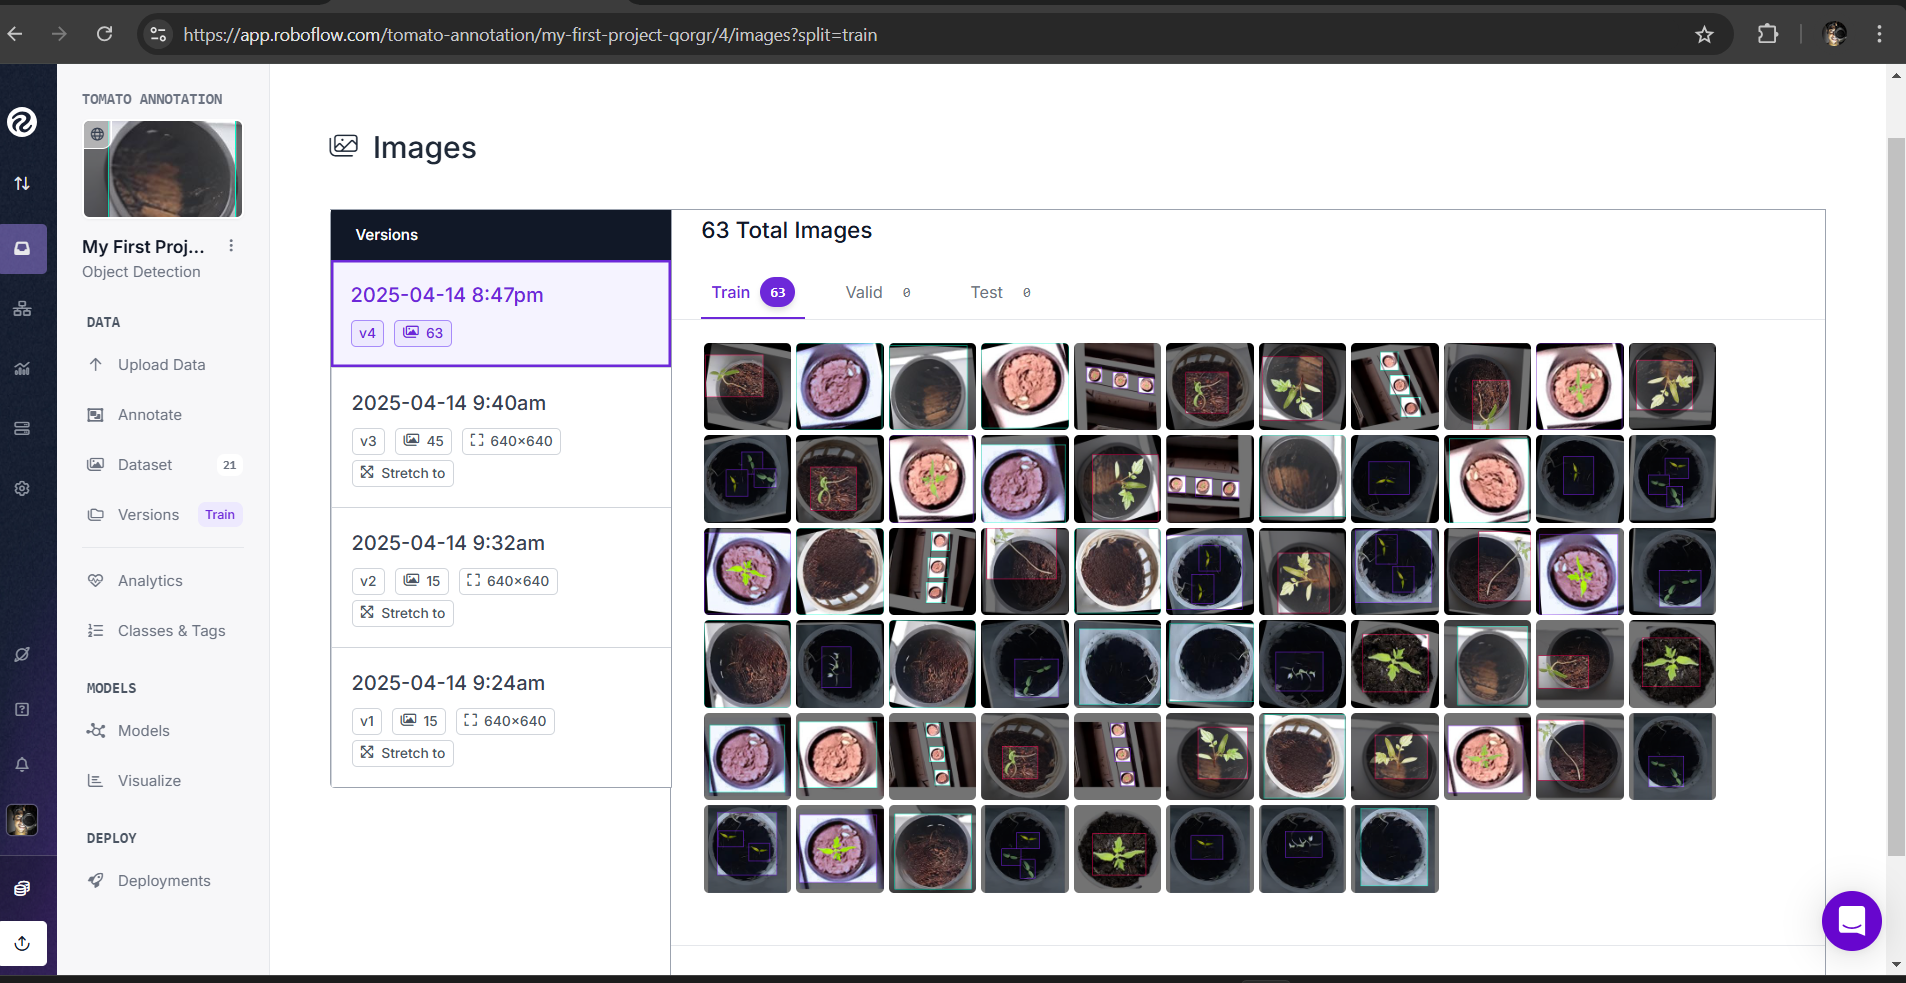 https://app.roboflow.com/tomato-annotation/my-first-project-qorgr/4/images?split=train
TOMATO ANNOTATION
My First Proj...
Object Detection
DATA
Upload Data
Annotate
Dataset 21
Versions Train
Analytics
Classes & Tags
MODELS
Models
Visualize
DEPLOY
Deployments
Images
Versions
2025-04-14 8:47pm
v4 63
2025-04-14 9:40am
v3 45 640×640
Stretch to
2025-04-14 9:32am
v2 15 640×640
Stretch to
2025-04-14 9:24am
v1 15 640×640
Stretch to
63 Total Images
Train 63 Valid 0 Test 0